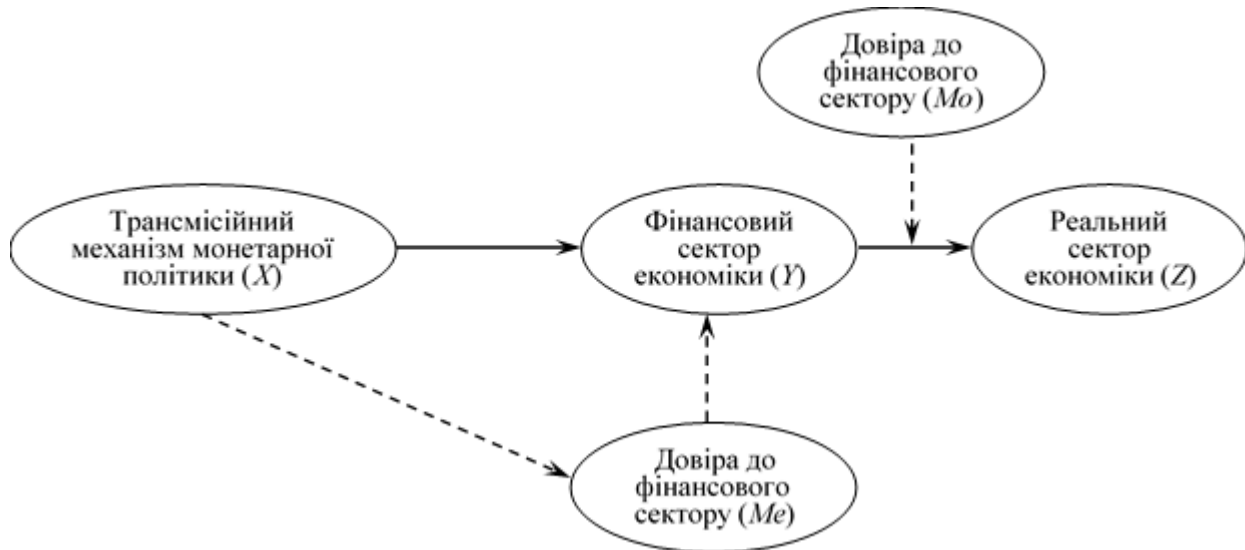 Довіра до
фінансового
сектору (Mo)
Трансмісійний
механізм монетарної
політики (X)
Фінансовий
сектор
економіки (Y)
Реальний
сектор
економіки (Z)
Довіра до
фінансового
сектору (Me)